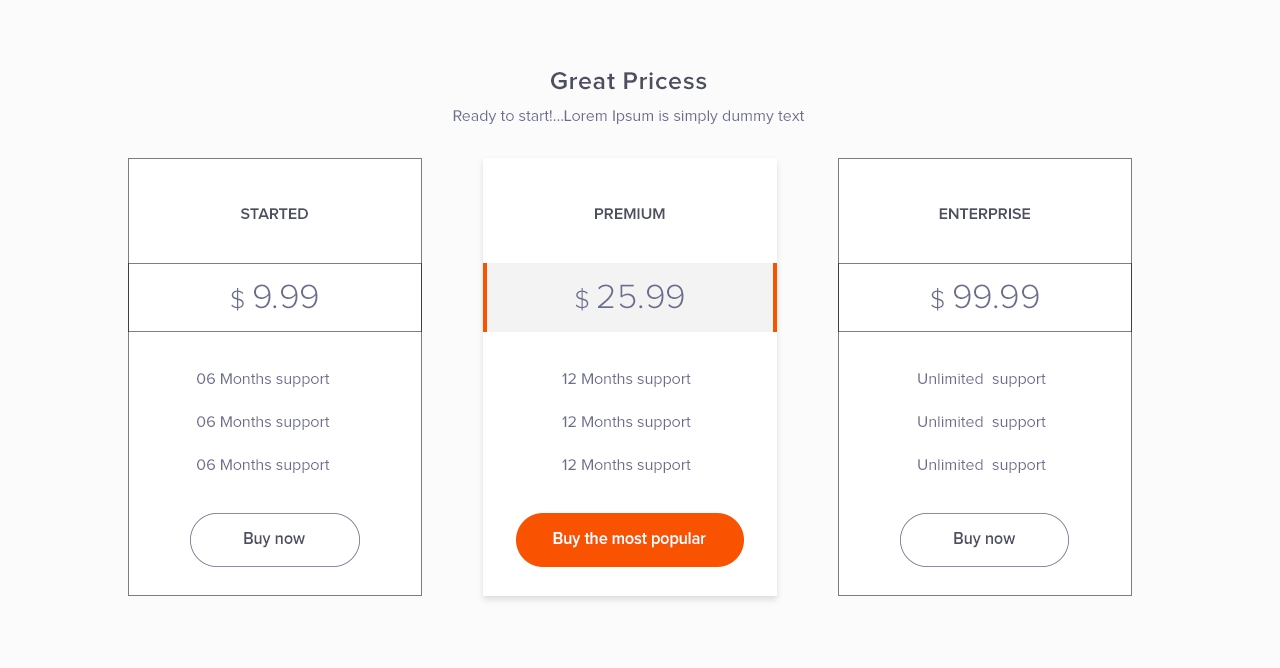 Great Pricess
Ready to start!...Lorem Ipsum is simply dummy text
STARTED
$ 9.99
06 Months support
06 Months support
06 Months support
Buy now
PREMIUM
$ 25.99
12 Months support
12 Months support
12 Months support
Buy the most popular
ENTERPRISE
$ 99.99
Unlimited  support
Unlimited  support
Unlimited  support
Buy now